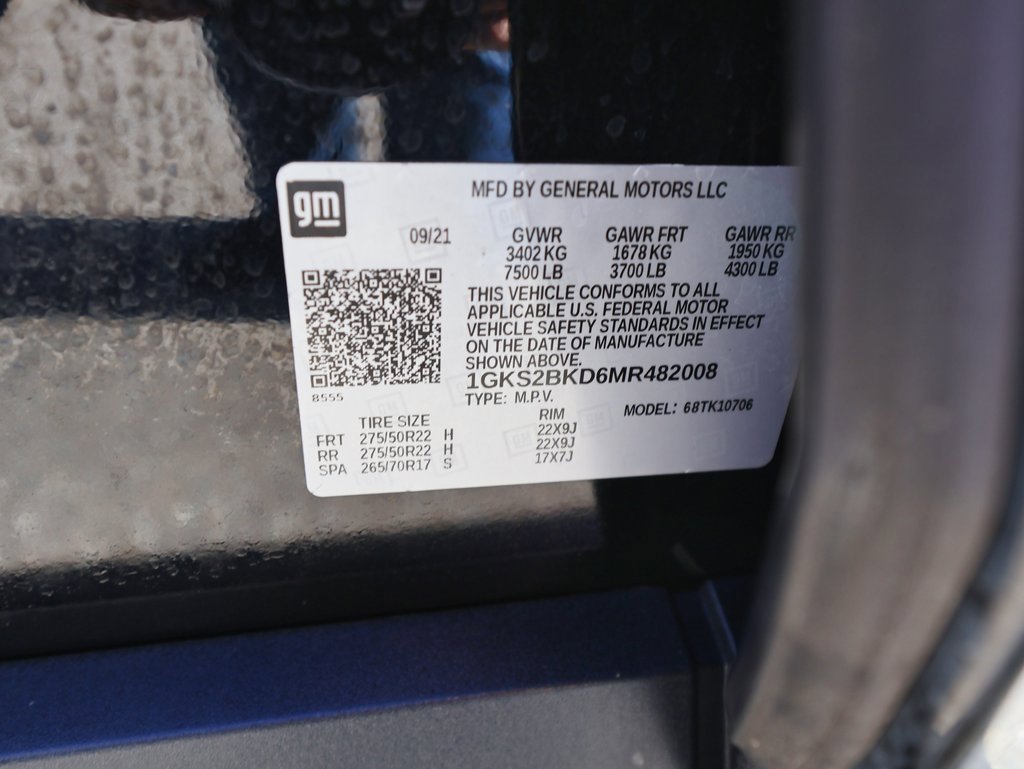 gm
MFD BY GENERAL MOTORS LLC
09/21 GVWR GAWR FRT GAWR RR
3402 KG 1678 KG 1950 KG
7500 LB 3700 LB 4300 LB
THIS VEHICLE CONFORMS TO ALL
APPLICABLE U.S. FEDERAL MOTOR
VEHICLE SAFETY STANDARDS IN EFFECT
ON THE DATE OF MANUFACTURE
SHOWN ABOVE.
1GKS2BKD6MR482008
8555
TYPE: M.P.V. MODEL: 68TK10706
TIRE SIZE RIM
FRT 275/50R22 H 22X9J
RR 275/50R22 H 22X9J
SPA 265/70R17 S 17X7J